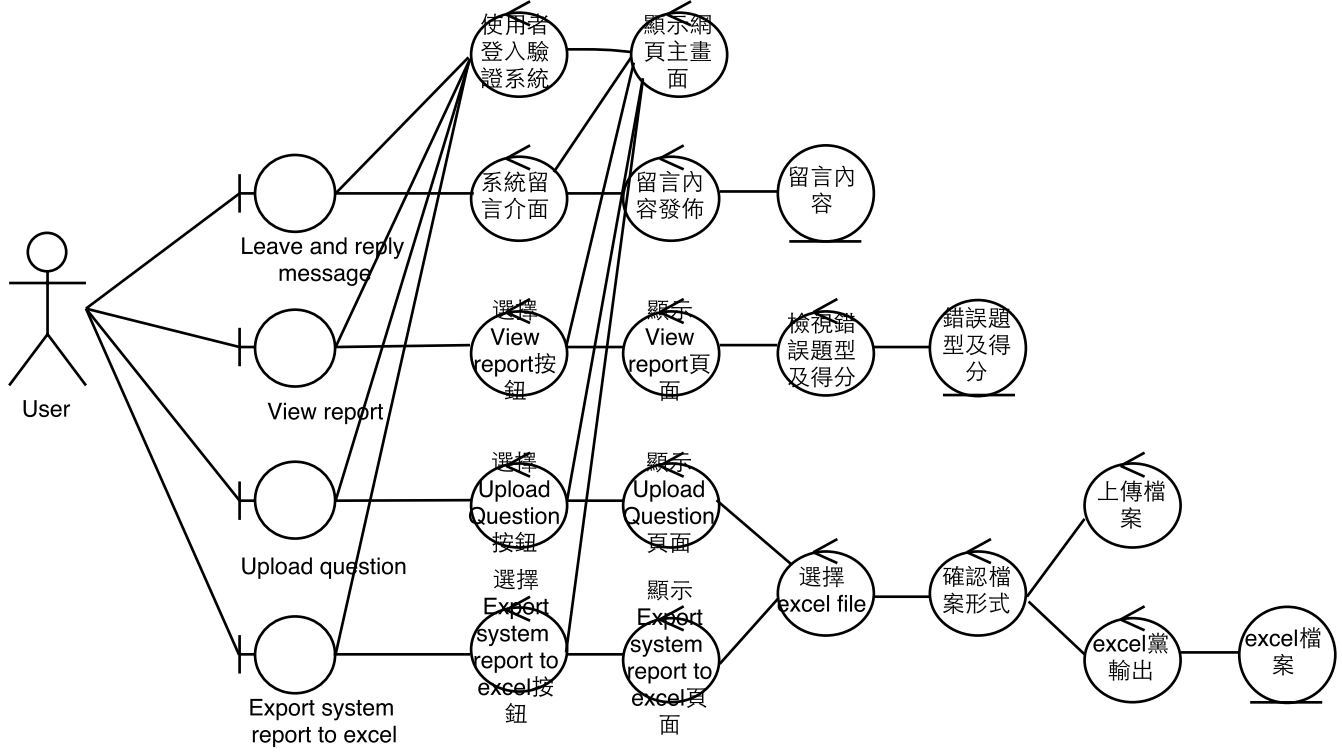 使用者
登入驗
證系統
顯示網
頁主畫
面
Leave and reply
message
系統留
言介面
留言內
容發佈
留言內
容
User
View report
選擇
View
report按
鈕
顯示
View
report頁
面
檢視錯
誤題型
及得分
錯誤題
型及得
分
Upload question
選擇
Upload
Question
按鈕
顯示
Upload
Question
頁面
選擇
excel file
確認檔
案形式
上傳檔
案
Export system
report to excel
選擇
Export
system
report to
excel按
鈕
顯示
Export
system
report to
excel頁
面
excel黨
輸出
excel檔
案